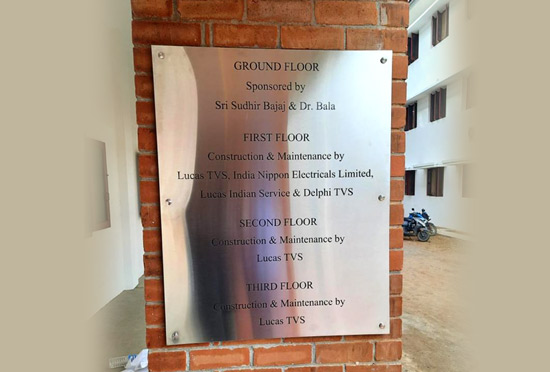 GROUND FLOOR
Sponsored by
Sri Sudhir Bajaj & Dr. Bala
FIRST FLOOR
Construction & Maintenance by
Lucas TVS, India Nippon Electricals Limited,
Lucas Indian Service & Delphi TVS
SECOND FLOOR
Construction & Maintenance by
Lucas TVS
THIRD FLOOR
Construction & Maintenance by
Lucas TVS